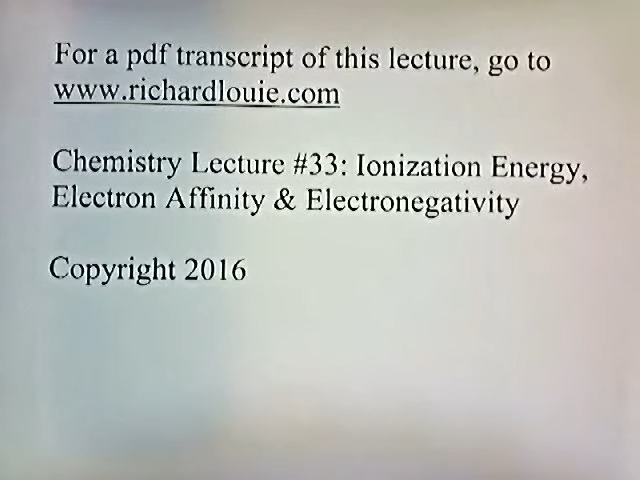 For a pdf transcript of this lecture, go to
www.richardlouie.com
Chemistry Lecture #33: Ionization Energy,
Electron Affinity & Electronegativity
Copyright 2016